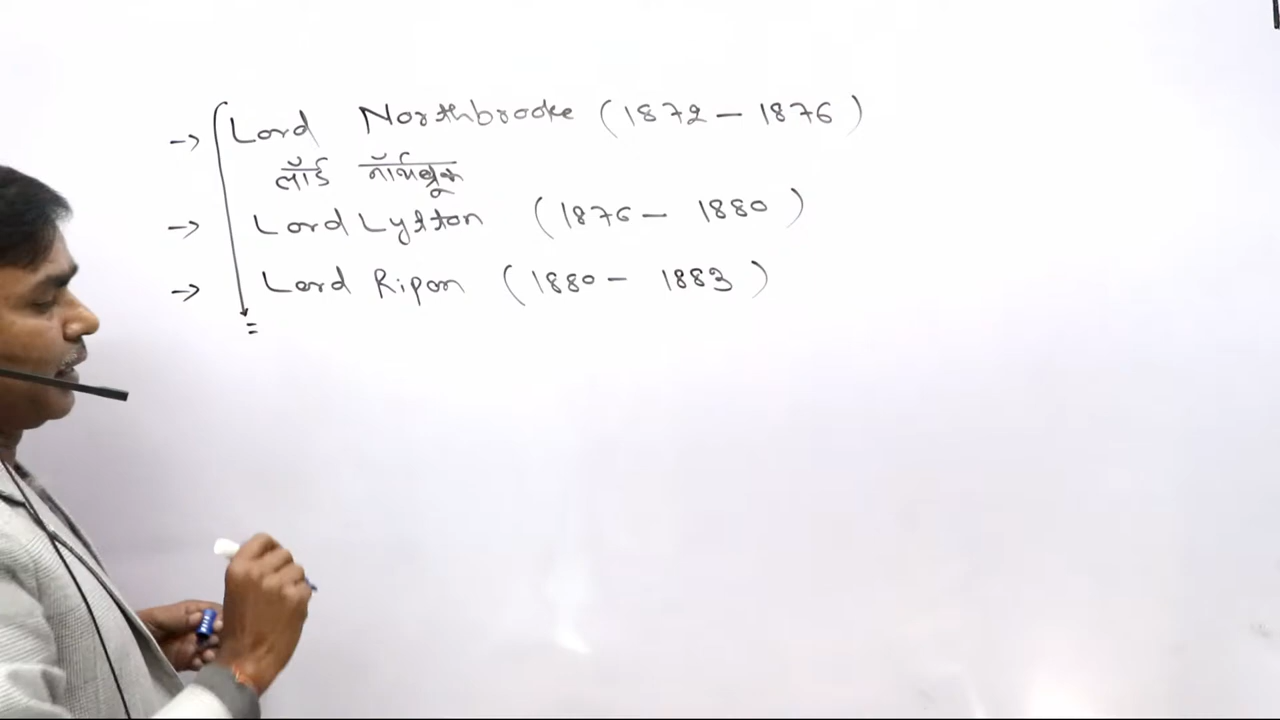 → Lord Northbrooke (1872 – 1876)
लॉर्ड नॉर्थब्रूक
→ Lord Lytton (1876 – 1880)
→ Lord Ripon (1880 – 1883)
=